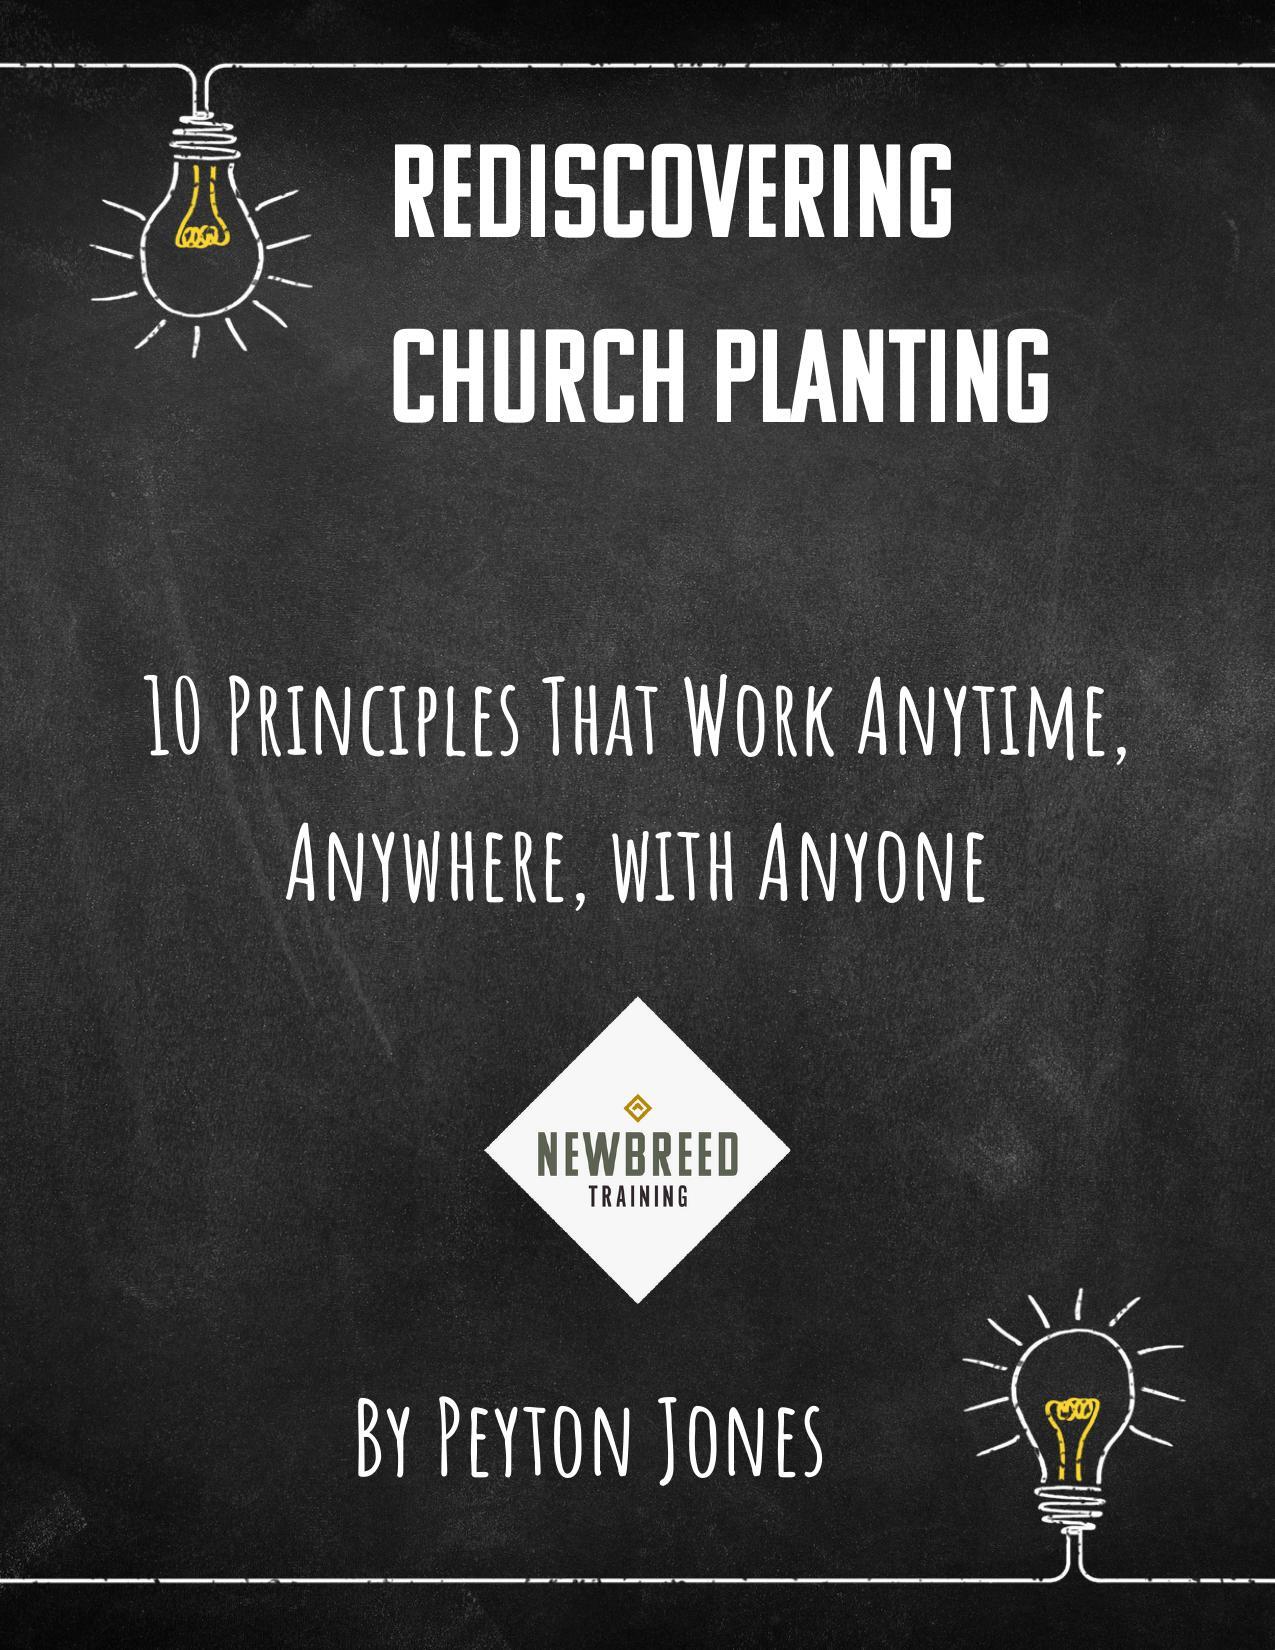 REDISCOVERING
CHURCH PLANTING
10 Principles That Work Anytime,
Anywhere, with Anyone
NEWBREED
TRAINING
By Peyton Jones